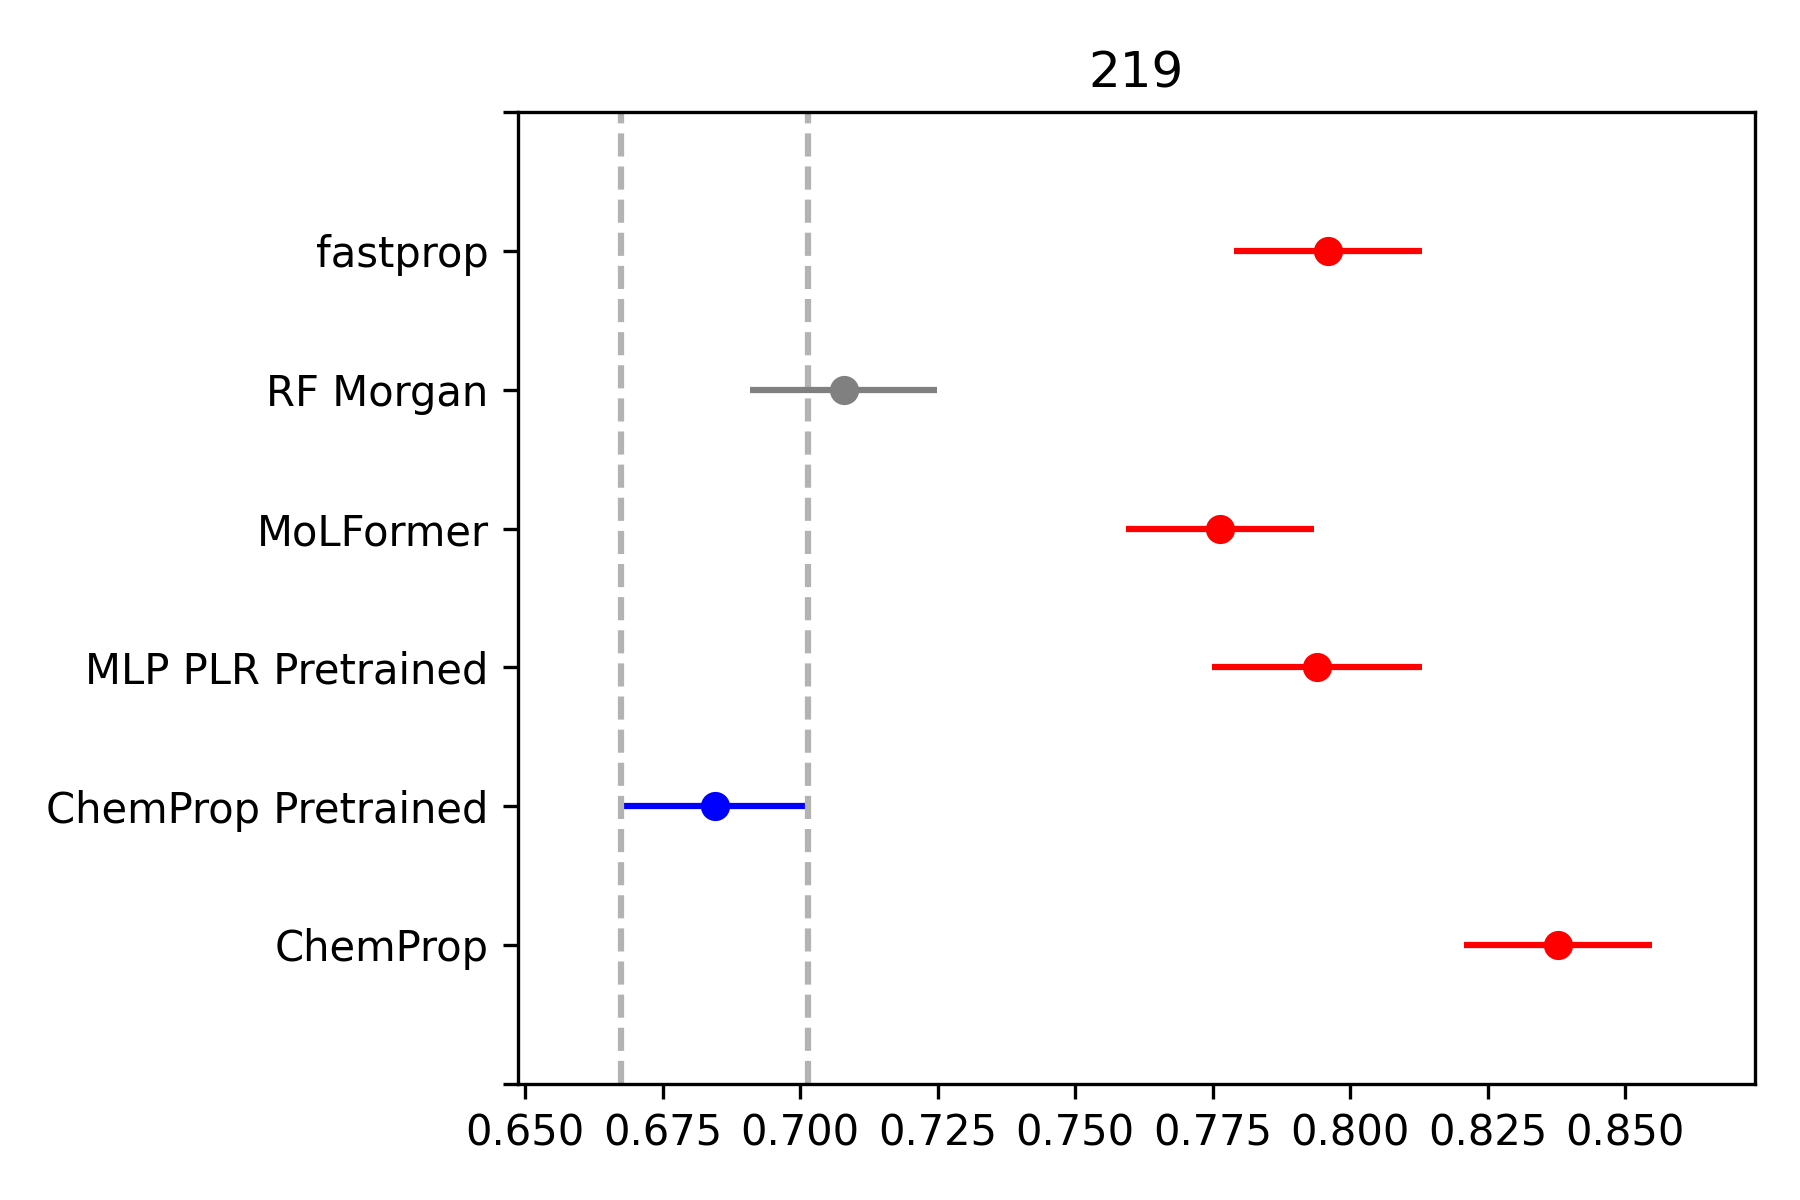 219
fastprop
RF Morgan
MoLFormer
MLP PLR Pretrained
ChemProp Pretrained
ChemProp
0.650 0.675 0.700 0.725 0.750 0.775 0.800 0.825 0.850